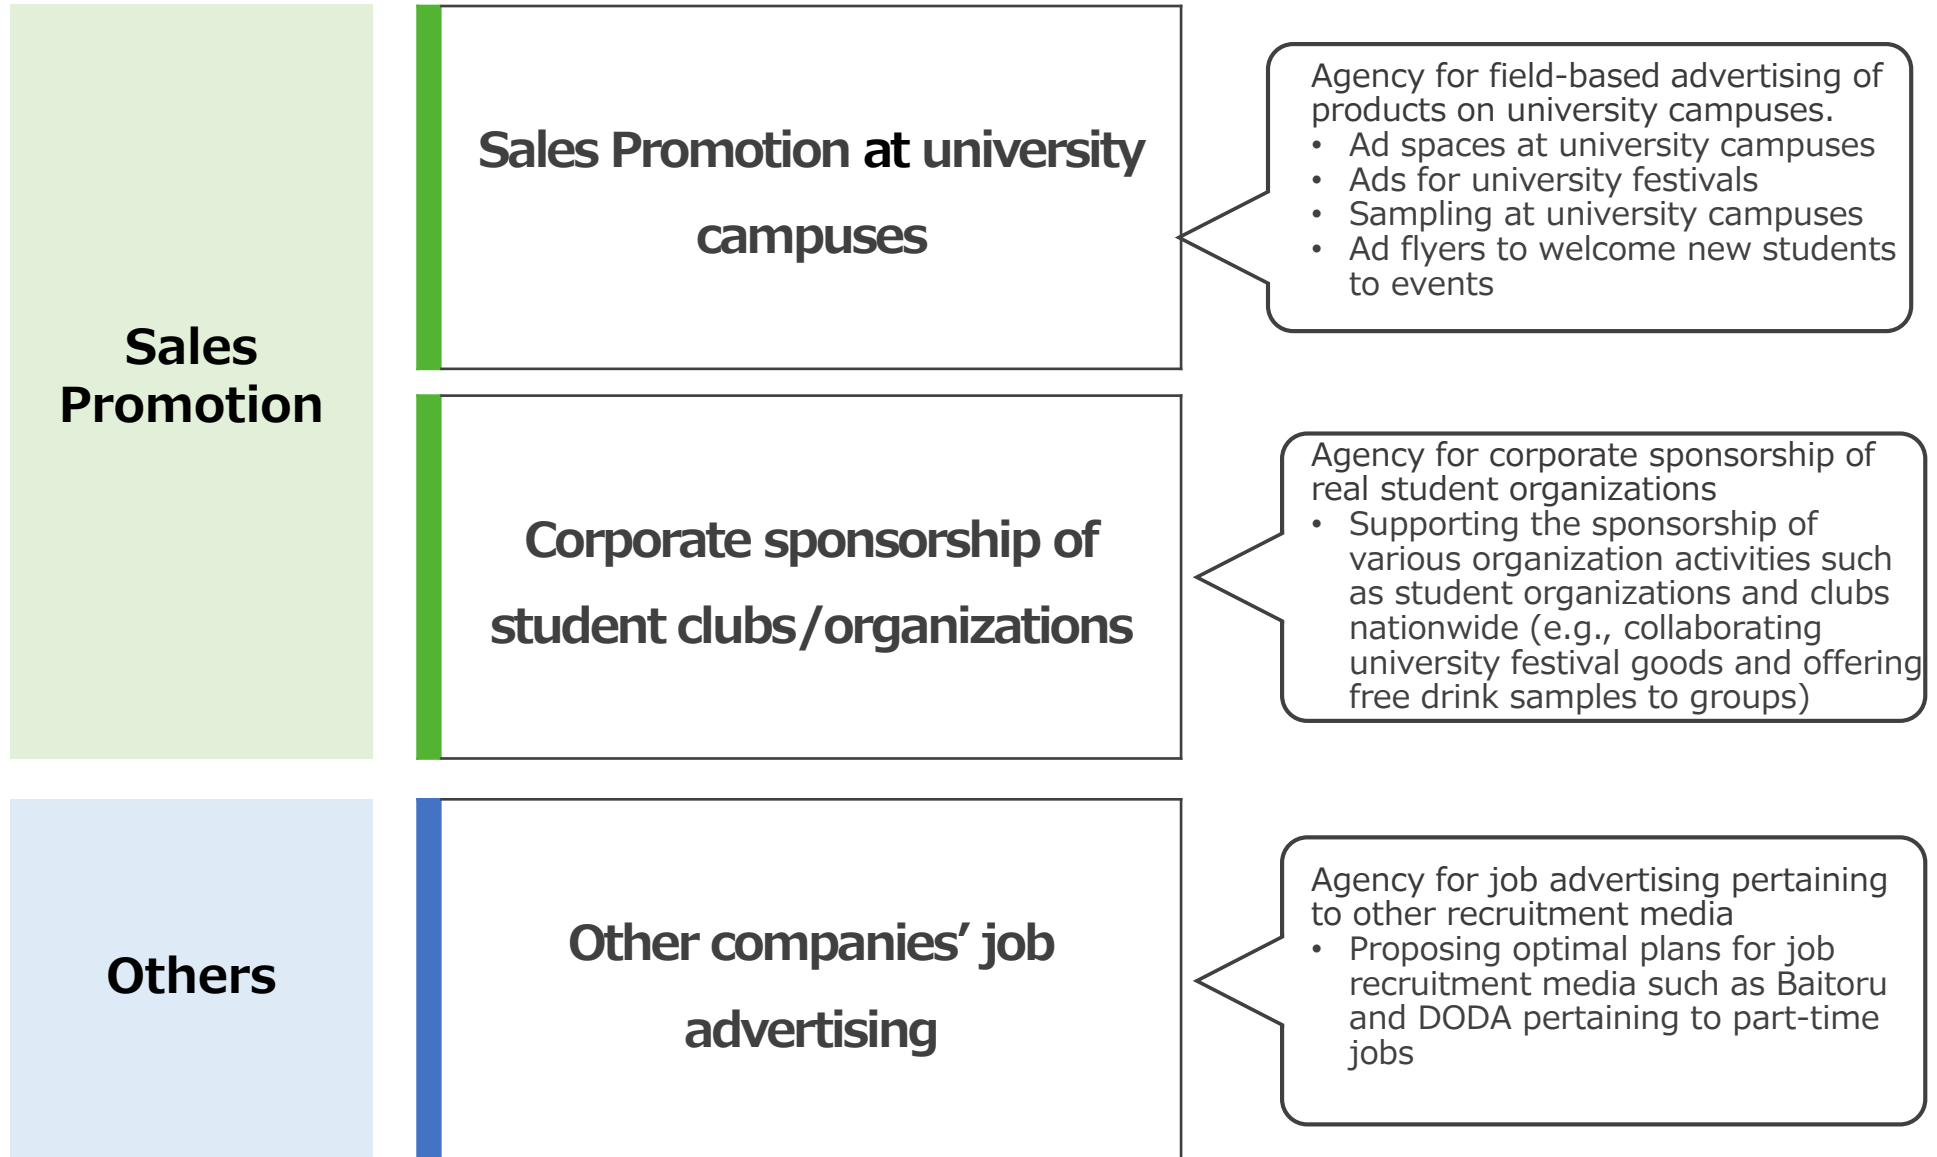 Sales
Promotion
Sales Promotion at university
campuses
Agency for field-based advertising of
products on university campuses.
• Ad spaces at university campuses
• Ads for university festivals
• Sampling at university campuses
• Ad flyers to welcome new students
to events
Corporate sponsorship of
student clubs/organizations
Agency for corporate sponsorship of
real student organizations
• Supporting the sponsorship of
various organization activities such
as student organizations and clubs
nationwide (e.g., collaborating
university festival goods and offering
free drink samples to groups)
Others
Other companies’ job
advertising
Agency for job advertising pertaining
to other recruitment media
• Proposing optimal plans for job
recruitment media such as Baitoru
and DODA pertaining to part-time
jobs